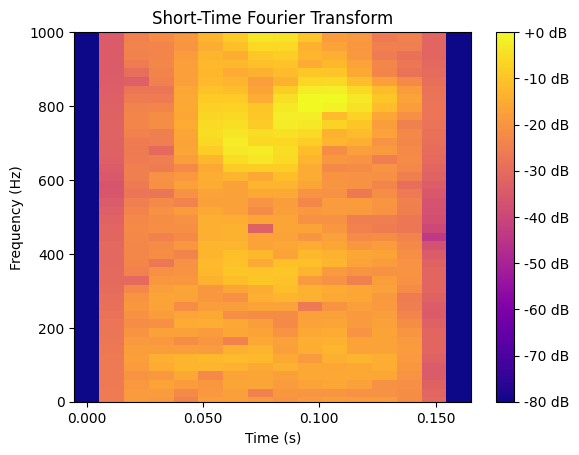 Short-Time Fourier Transform
Frequency (Hz)
1000
800
600
400
200
0
0.000
0.050
0.100
0.150
Time (s)
+0 dB
-10 dB
-20 dB
-30 dB
-40 dB
-50 dB
-60 dB
-70 dB
-80 dB